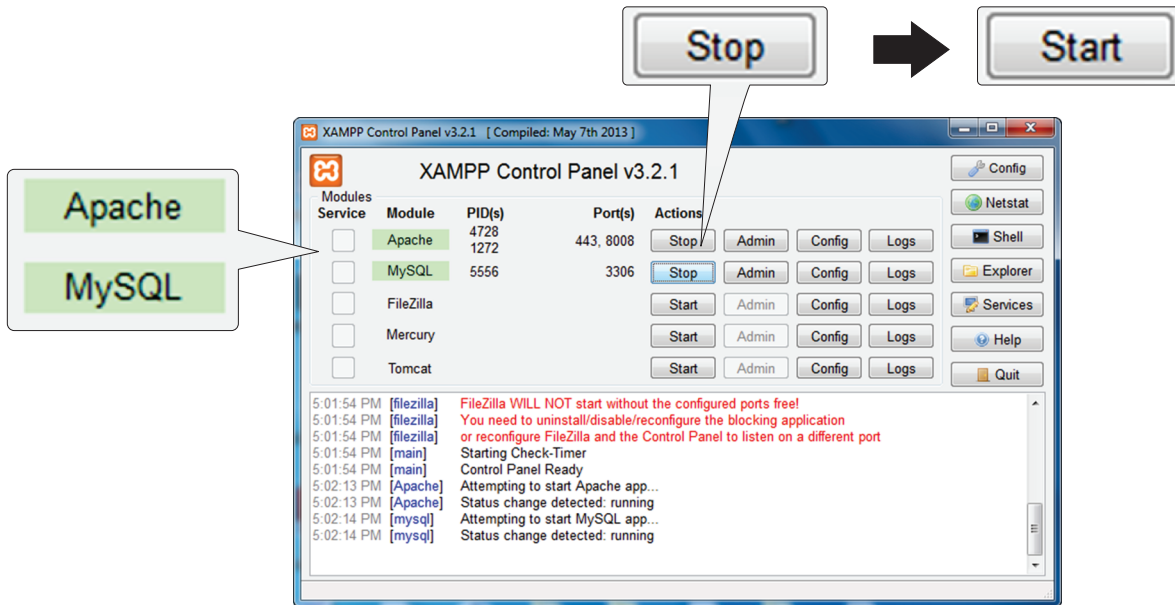 Stop
Start
Apache
MySQL
XAMPP Control Panel v3.2.1 [ Compiled: May 7th 2013 ]
XAMPP Control Panel v3.2.1
Modules
Service Module PID(s) Port(s) Actions
Apache 4728 1272 443, 8008 Stop Admin Config Logs
MySQL 5556 3306 Stop Admin Config Logs
FileZilla Start Admin Config Logs
Mercury Start Admin Config Logs
Tomcat Start Admin Config Logs
Config
Netstat
Shell
Explorer
Services
Help
Quit
5:01:54 PM [filezilla] FileZilla WILL NOT start without the configured ports free!
5:01:54 PM [filezilla] You need to uninstall/disable/reconfigure the blocking application
5:01:54 PM [filezilla] or reconfigure FileZilla and the Control Panel to listen on a different port
5:01:54 PM [main] Starting Check-Timer
5:01:54 PM [main] Control Panel Ready
5:02:13 PM [Apache] Attempting to start Apache app...
5:02:13 PM [Apache] Status change detected: running
5:02:14 PM [mysql] Attempting to start MySQL app...
5:02:14 PM [mysql] Status change detected: running